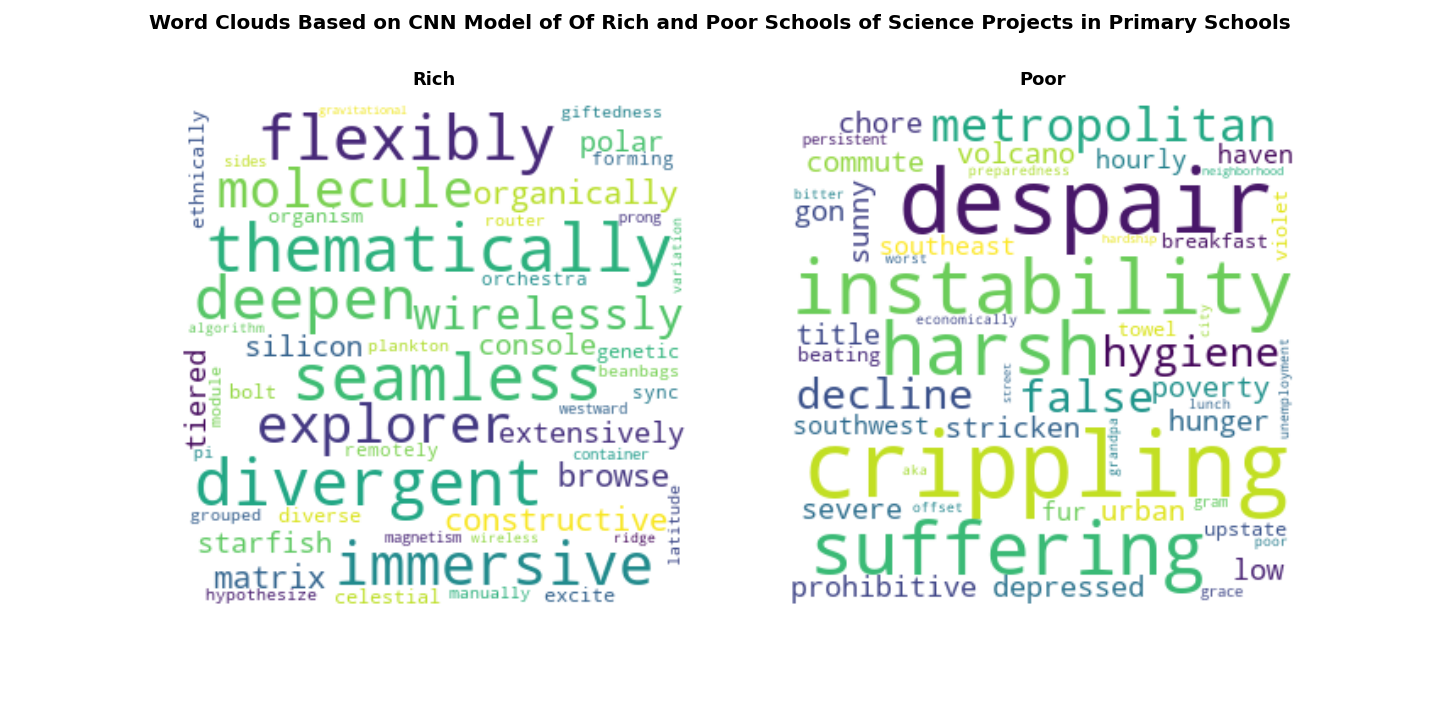 Word Clouds Based on CNN Model of Of Rich and Poor Schools of Science Projects in Primary Schools
Rich
gravitational
giftedness
flexibly
polar
forming
ethnically
sides
molecule
organically
organism
router
prong
thematically
variation
orchestra
deepen
wirelessly
algorithm
silicon
plankton
console
genetic
tiered
module
seamless
beanbags
bolt
sync
explorer
westward
extensively
pi
remotely
container
divergent
browse
latitude
grouped
diverse
constructive
starfish
magnetism
wireless
ridge
matrix
immersive
hypothesize
celestial
manually
excite
Poor
chore
metropolitan
persistent
commute
volcano
hourly
haven
preparedness
neighborhood
bitter
gon
sunny
despair
violet
southeast
hardship
breakfast
worst
instability
economically
city
title
towel
beating
harsh
hygiene
unemployment
decline
street
false
poverty
lunch
southwest
stricken
hunger
grandpa
crippling
aka
severe
offset
fur
urban
gram
suffering
upstate
poor
low
prohibitive
depressed
grace